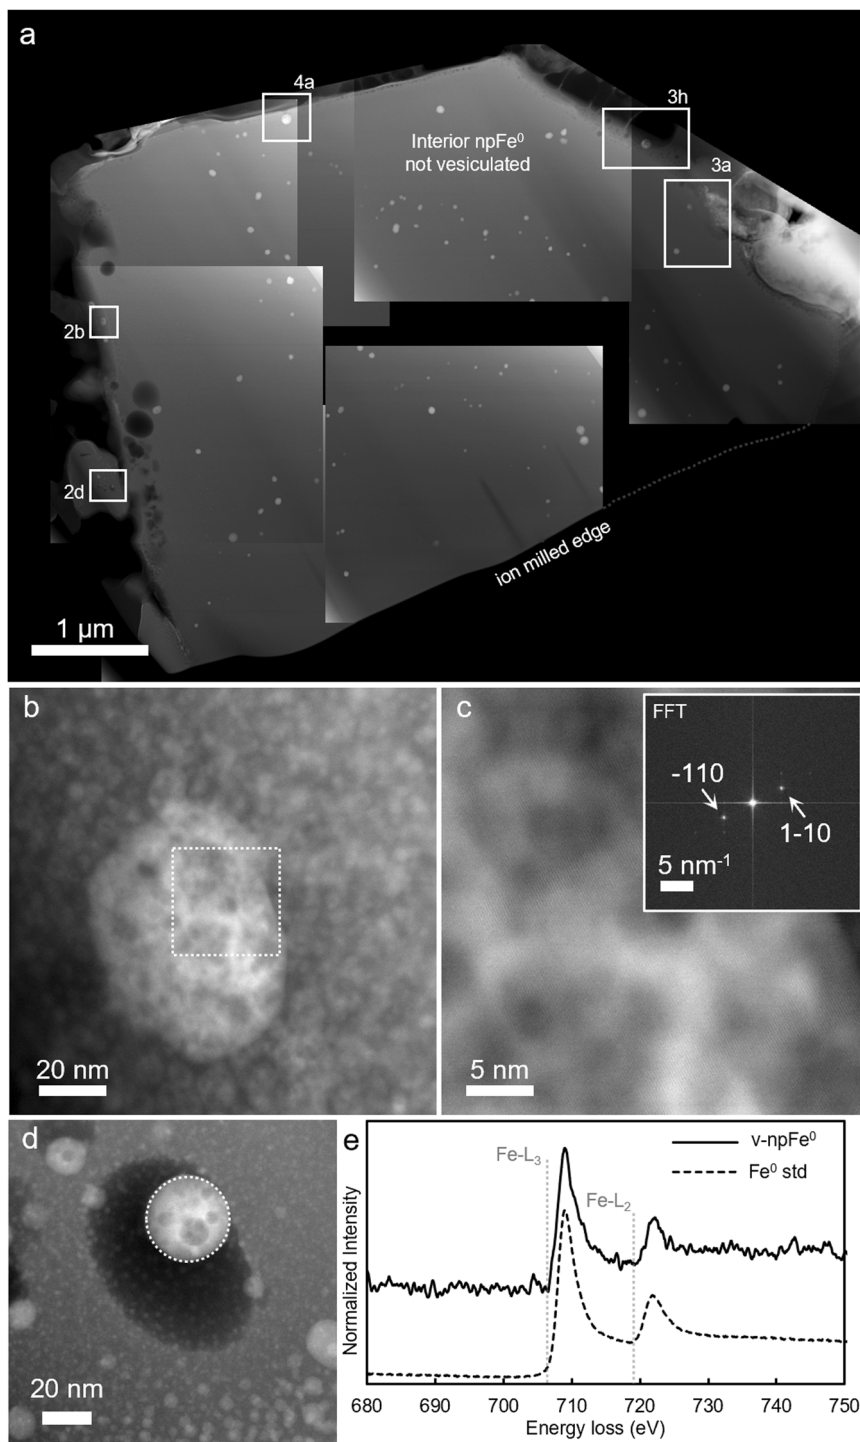 a
4a
3h
Interior npFe⁰
not vesiculated
3a
2b
2d
ion milled edge
1 µm
b
20 nm
c
FFT
-110
1-10
5 nm⁻¹
5 nm
d
20 nm
e
v-npFe⁰
Fe⁰ std
Fe-L₃
Fe-L₂
Normalized Intensity
680 690 700 710 720 730 740 750
Energy loss (eV)